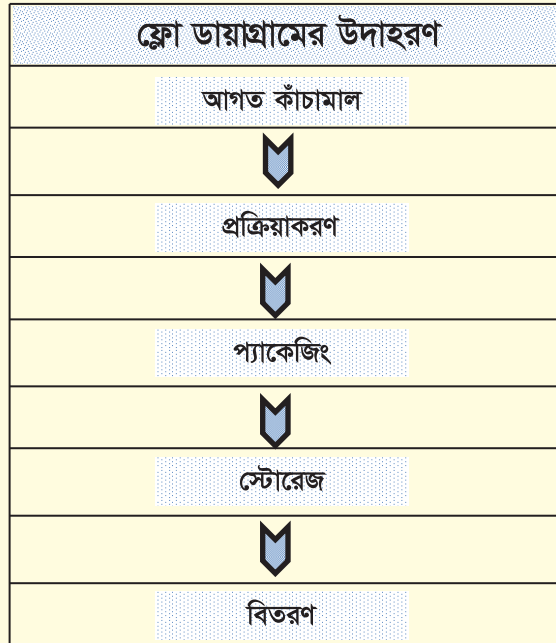 ফ্লো ডায়াগ্রামের উদাহরণ
আগত কাঁচামাল
প্রক্রিয়াকরণ
প্যাকেজিং
স্টোরেজ
বিতরণ